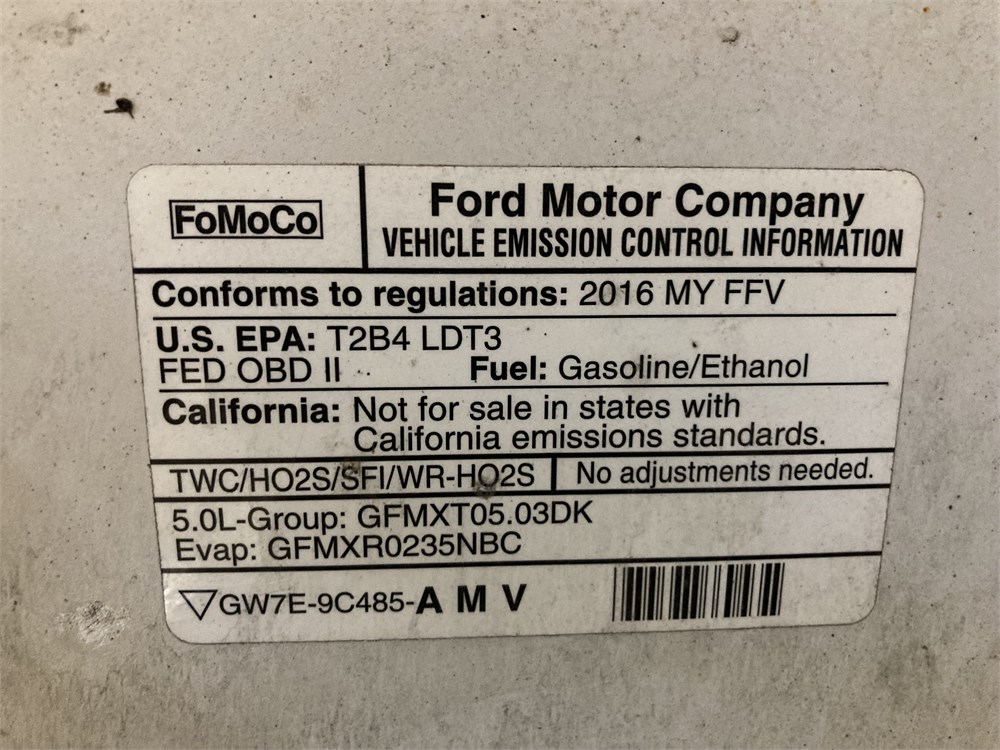 FoMoCo
Ford Motor Company
VEHICLE EMISSION CONTROL INFORMATION
Conforms to regulations: 2016 MY FFV
U.S. EPA: T2B4 LDT3
FED OBD II Fuel: Gasoline/Ethanol
California: Not for sale in states with
California emissions standards.
TWC/HO2S/SFI/WR-HO2S No adjustments needed.
5.0L-Group: GFMXT05.03DK
Evap: GFMXR0235NBC
▽GW7E-9C485-A M V